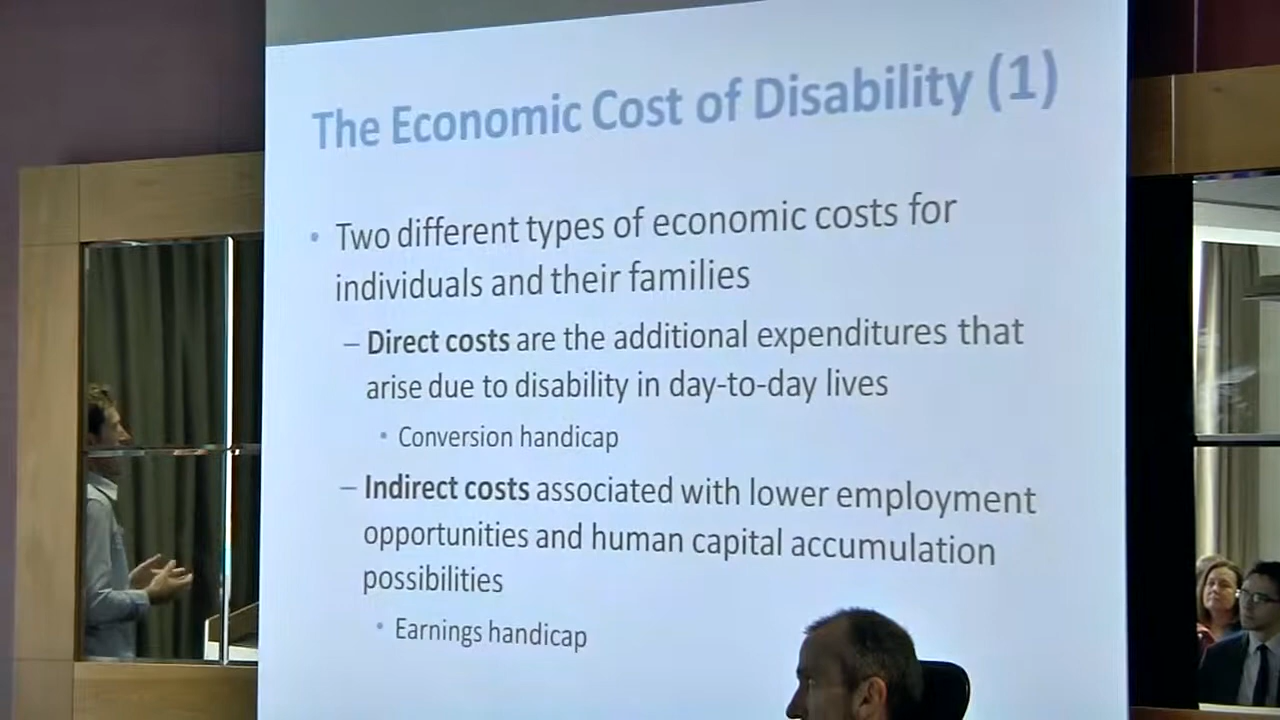 The Economic Cost of Disability (1)
• Two different types of economic costs for
individuals and their families
– Direct costs are the additional expenditures that
arise due to disability in day-to-day lives
• Conversion handicap
– Indirect costs associated with lower employment
opportunities and human capital accumulation
possibilities
• Earnings handicap